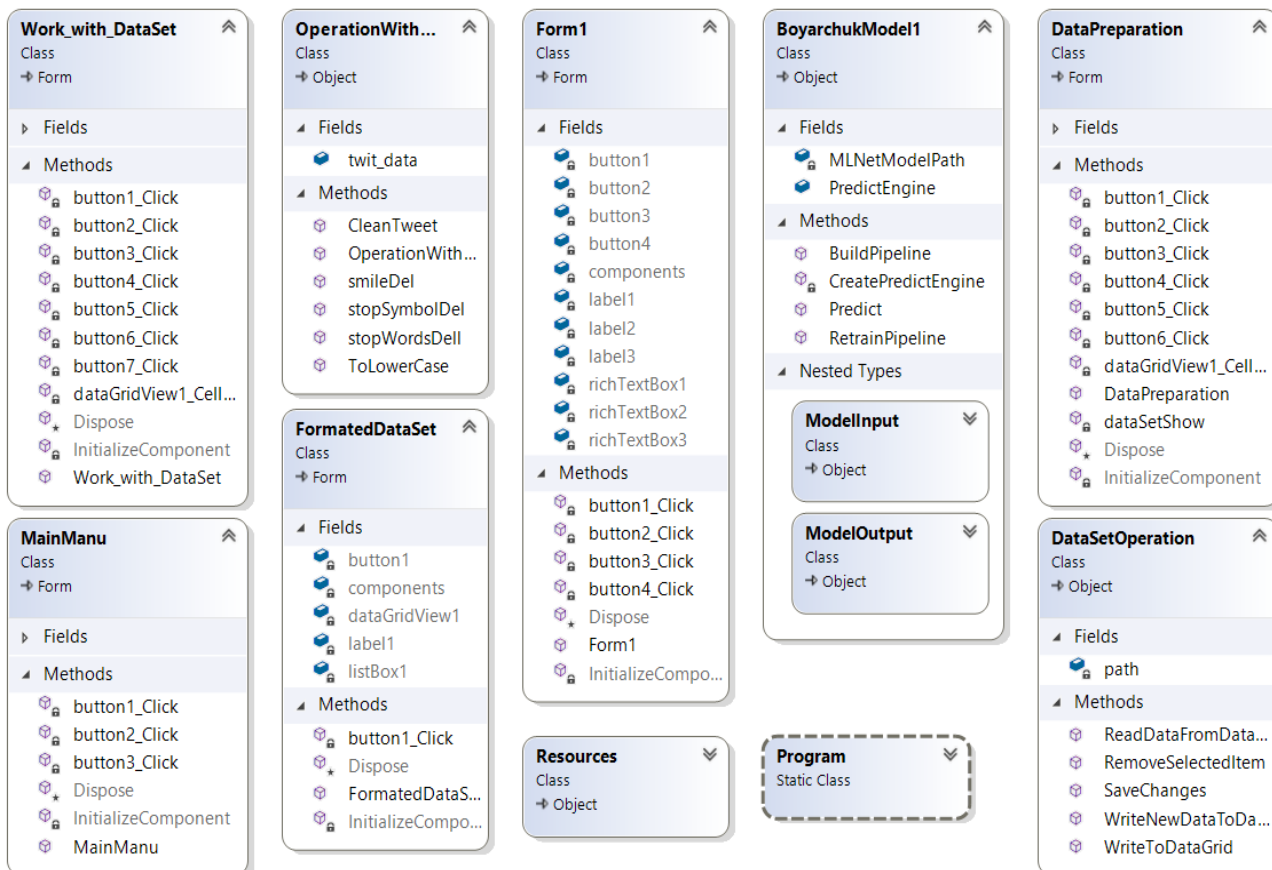 Work_with_DataSet
Class
Form
Fields
Methods
button1_Click
button2_Click
button3_Click
button4_Click
button5_Click
button6_Click
button7_Click
dataGridView1_Cell...
Dispose
InitializeComponent
Work_with_DataSet
MainManu
Class
Form
Fields
Methods
button1_Click
button2_Click
button3_Click
Dispose
InitializeComponent
MainManu
OperationWith...
Class
Object
Fields
twit_data
Methods
CleanTweet
OperationWith...
smileDel
stopSymbolDel
stopWordsDell
ToLowerCase
FormatedDataSet
Class
Form
Fields
button1
components
dataGridView1
label1
listBox1
Methods
button1_Click
Dispose
FormatedDataS...
InitializeCompo...
Form1
Class
Form
Fields
button1
button2
button3
button4
components
label1
label2
label3
richTextBox1
richTextBox2
richTextBox3
Methods
button1_Click
button2_Click
button3_Click
button4_Click
Dispose
Form1
InitializeCompo...
Resources
Class
Object
BoyarchukModel1
Class
Object
Fields
MLNetModelPath
PredictEngine
Methods
BuildPipeline
CreatePredictEngine
Predict
RetrainPipeline
Nested Types
ModelInput
Class
Object
ModelOutput
Class
Object
Program
Static Class
DataPreparation
Class
Form
Fields
Methods
button1_Click
button2_Click
button3_Click
button4_Click
button5_Click
button6_Click
dataGridView1_Cell...
DataPreparation
dataSetShow
Dispose
InitializeComponent
DataSetOperation
Class
Object
Fields
path
Methods
ReadDataFromData...
RemoveSelectedItem
SaveChanges
WriteNewDataToDa...
WriteToDataGrid